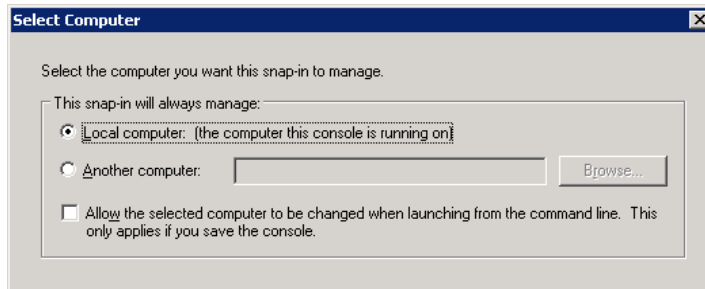 Select Computer
Select the computer you want this snap-in to manage.
This snap-in will always manage:
Local computer: (the computer this console is running on)
Another computer:
Browse...
Allow the selected computer to be changed when launching from the command line. This
only applies if you save the console.